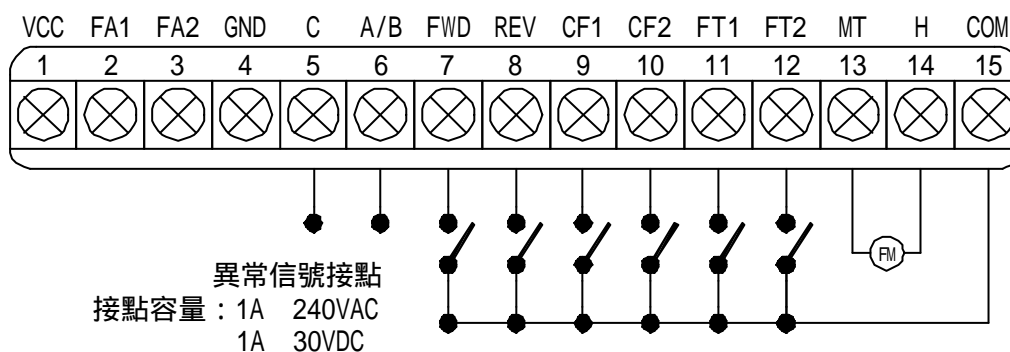 VCC FA1 FA2 GND C A/B FWD REV CF1 CF2 FT1 FT2 MT H COM
1 2 3 4 5 6 7 8 9 10 11 12 13 14 15
FM
異常信號接點
接點容量：1A 240VAC
1A 30VDC